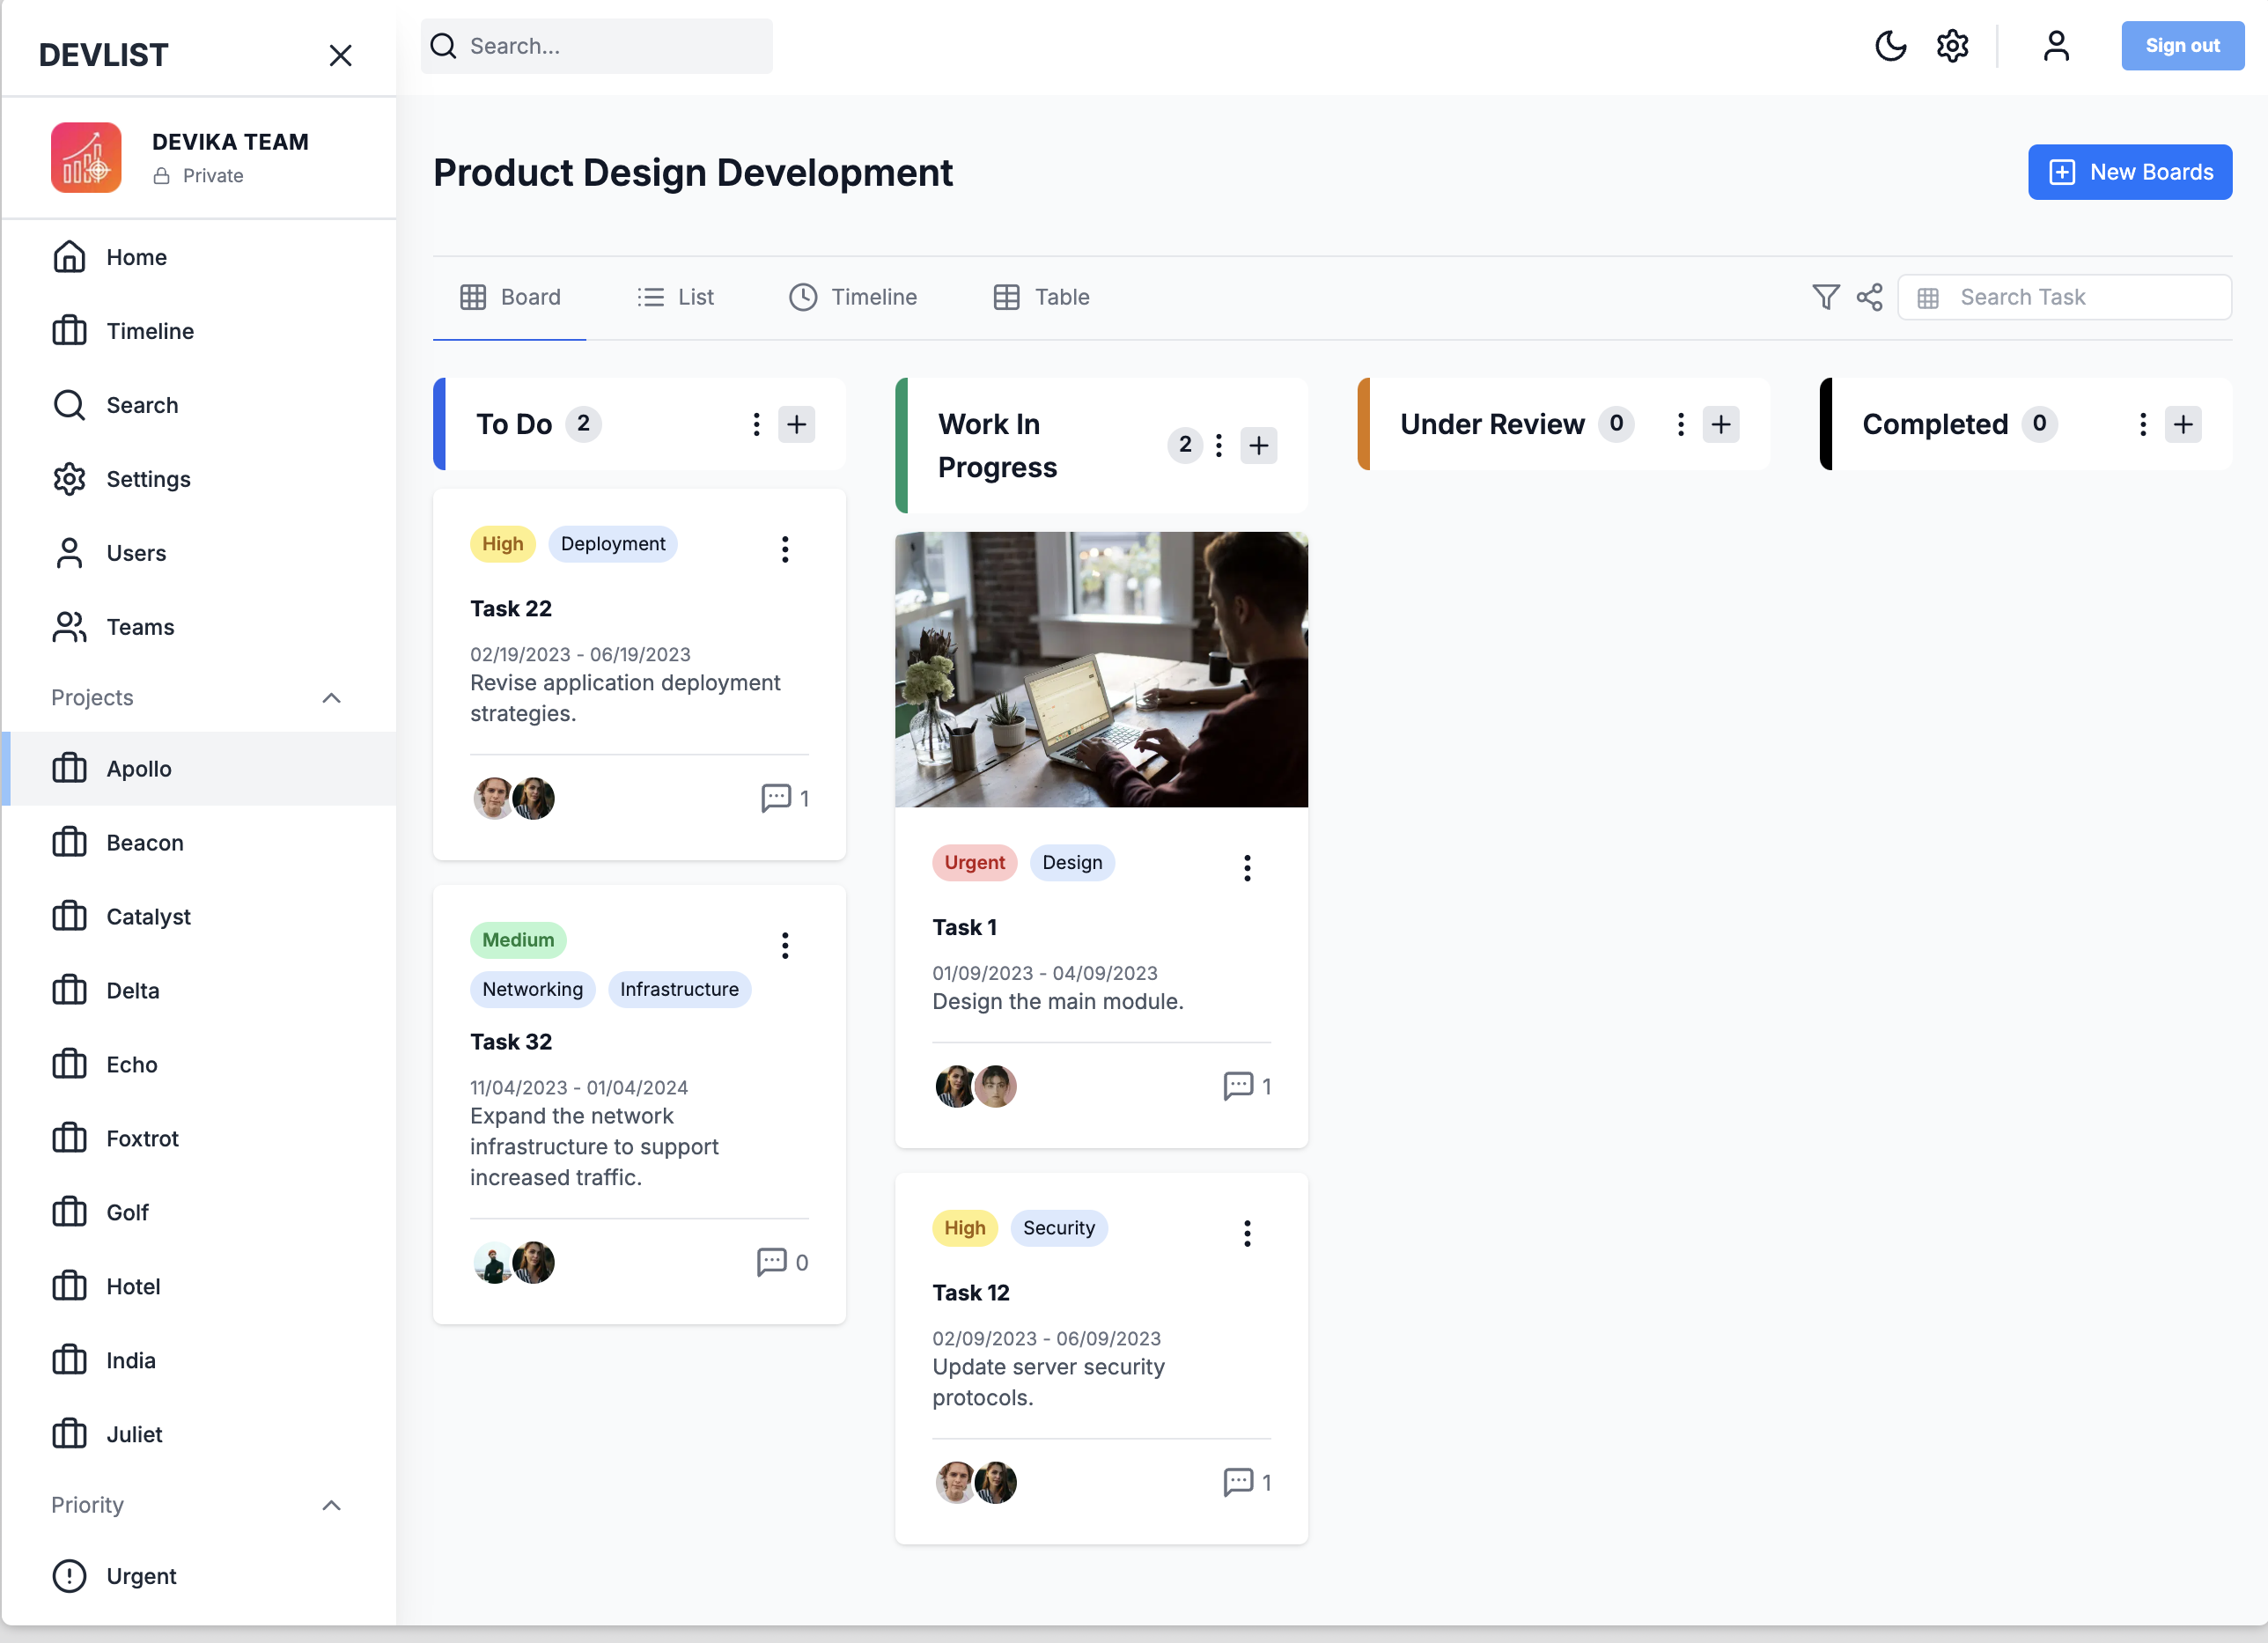 DEVLIST
Search...
Sign out
DEVIKA TEAM
Private
Home
Timeline
Search
Settings
Users
Teams
Projects
Apollo
Beacon
Catalyst
Delta
Echo
Foxtrot
Golf
Hotel
India
Juliet
Priority
Urgent
Product Design Development
New Boards
Board
List
Timeline
Table
Search Task
To Do 2
High Deployment
Task 22
02/19/2023 - 06/19/2023
Revise application deployment
strategies.
1
Medium
Networking Infrastructure
Task 32
11/04/2023 - 01/04/2024
Expand the network
infrastructure to support
increased traffic.
0
Work In
Progress
2
Urgent Design
Task 1
01/09/2023 - 04/09/2023
Design the main module.
1
High Security
Task 12
02/09/2023 - 06/09/2023
Update server security
protocols.
1
Under Review 0
Completed 0